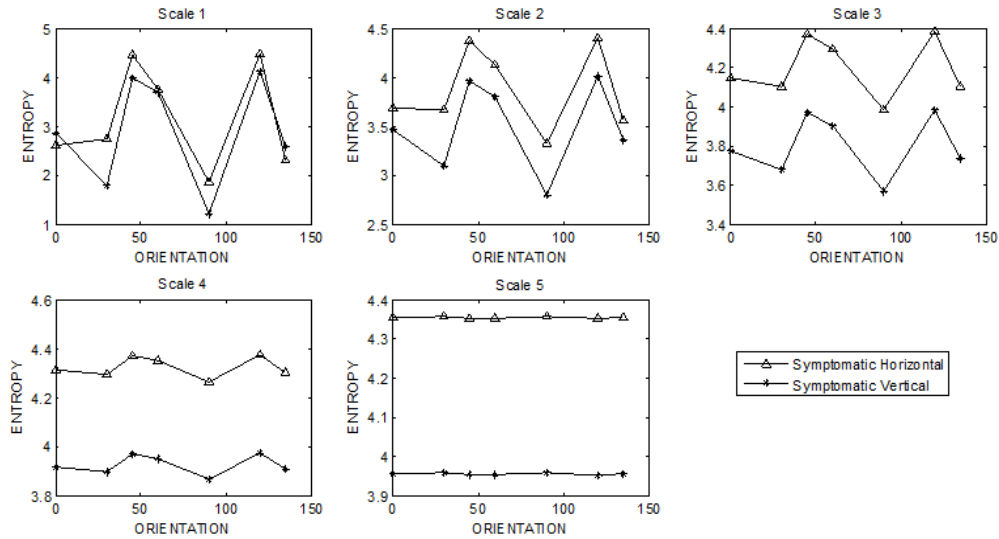 Scale 1
5
4
3
2
1
ENTROPY
0 50 100 150
ORIENTATION
Scale 2
4.5
4
3.5
3
2.5
ENTROPY
0 50 100 150
ORIENTATION
Scale 3
4.4
4.2
4
3.8
3.6
3.4
ENTROPY
0 50 100 150
ORIENTATION
Scale 4
4.6
4.4
4.2
4
3.8
ENTROPY
0 50 100 150
ORIENTATION
Scale 5
4.4
4.3
4.2
4.1
4
3.9
ENTROPY
0 50 100 150
ORIENTATION
Symptomatic Horizontal
Symptomatic Vertical